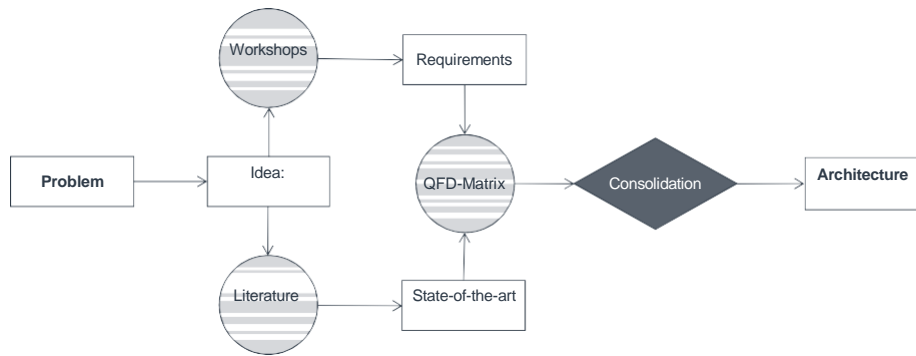 Workshops
Requirements
Problem
Idea:
QFD-Matrix
Consolidation
Architecture
Literature
State-of-the-art